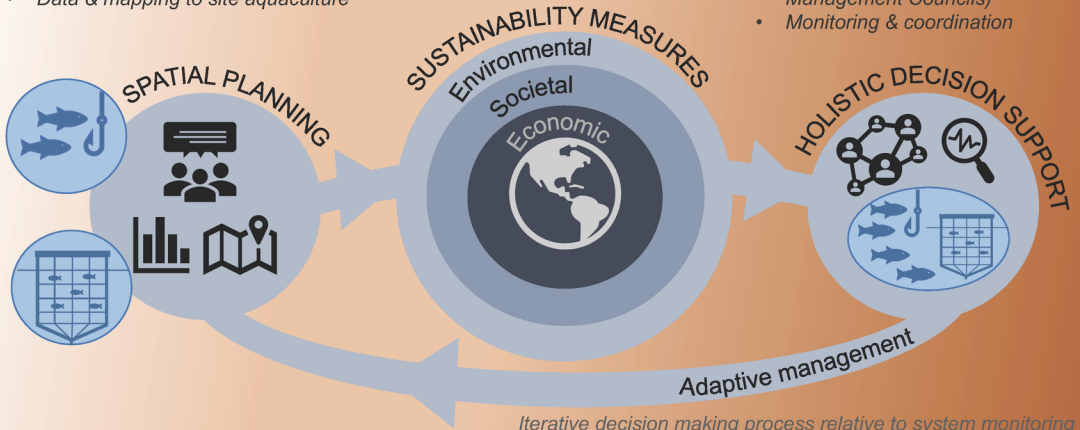 • Data & mapping to site aquaculture
Management Councils)
• Monitoring & coordination
SPATIAL PLANNING
SUSTAINABILITY MEASURES
Environmental
Societal
Economic
HOLISTIC DECISION SUPPORT
Adaptive management
Iterative decision making process relative to system monitoring